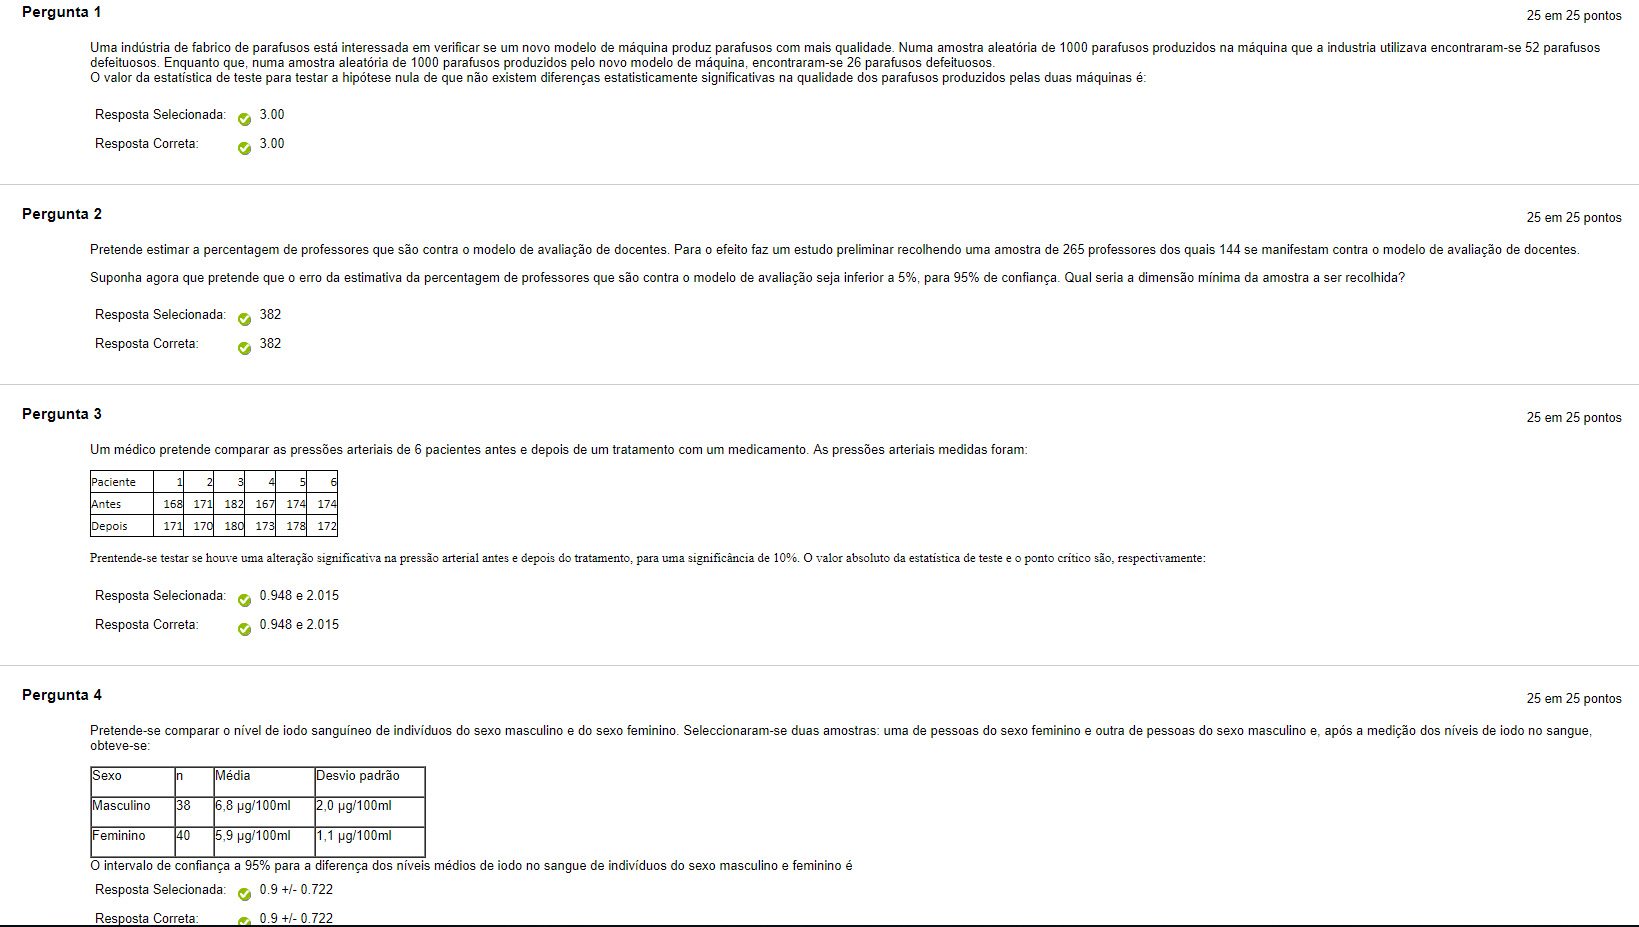 Pergunta 1
25 em 25 pontos
Uma indústria de fabrico de parafusos está interessada em verificar se um novo modelo de máquina produz parafusos com mais qualidade. Numa amostra aleatória de 1000 parafusos produzidos na máquina que a industria utilizava encontraram-se 52 parafusos
defeituosos. Enquanto que, numa amostra aleatória de 1000 parafusos produzidos pelo novo modelo de máquina, encontraram-se 26 parafusos defeituosos.
O valor da estatística de teste para testar a hipótese nula de que não existem diferenças estatisticamente significativas na qualidade dos parafusos produzidos pelas duas máquinas é:
Resposta Selecionada: 3.00
Resposta Correta: 3.00
Pergunta 2
25 em 25 pontos
Pretende estimar a percentagem de professores que são contra o modelo de avaliação de docentes. Para o efeito faz um estudo preliminar recolhendo uma amostra de 265 professores dos quais 144 se manifestam contra o modelo de avaliação de docentes.
Suponha agora que pretende que o erro da estimativa da percentagem de professores que são contra o modelo de avaliação seja inferior a 5%, para 95% de confiança. Qual seria a dimensão mínima da amostra a ser recolhida?
Resposta Selecionada: 382
Resposta Correta: 382
Pergunta 3
25 em 25 pontos
Um médico pretende comparar as pressões arteriais de 6 pacientes antes e depois de um tratamento com um medicamento. As pressões arteriais medidas foram:
Paciente 1 2 3 4 5 6
Antes 168 171 182 167 174 174
Depois 171 170 180 173 178 172
Prentende-se testar se houve uma alteração significativa na pressão arterial antes e depois do tratamento, para uma significância de 10%. O valor absoluto da estatística de teste e o ponto crítico são, respectivamente:
Resposta Selecionada: 0.948 e 2.015
Resposta Correta: 0.948 e 2.015
Pergunta 4
25 em 25 pontos
Pretende-se comparar o nível de iodo sanguíneo de indivíduos do sexo masculino e do sexo feminino. Seleccionaram-se duas amostras: uma de pessoas do sexo feminino e outra de pessoas do sexo masculino e, após a medição dos níveis de iodo no sangue,
obteve-se:
Sexo n Média Desvio padrão
Masculino 38 6,8 µg/100ml 2,0 µg/100ml
Feminino 40 5,9 µg/100ml 1,1 µg/100ml
O intervalo de confiança a 95% para a diferença dos níveis médios de iodo no sangue de indivíduos do sexo masculino e feminino é
Resposta Selecionada: 0.9 +/- 0.722
Resposta Correta: 0.9 +/- 0.722